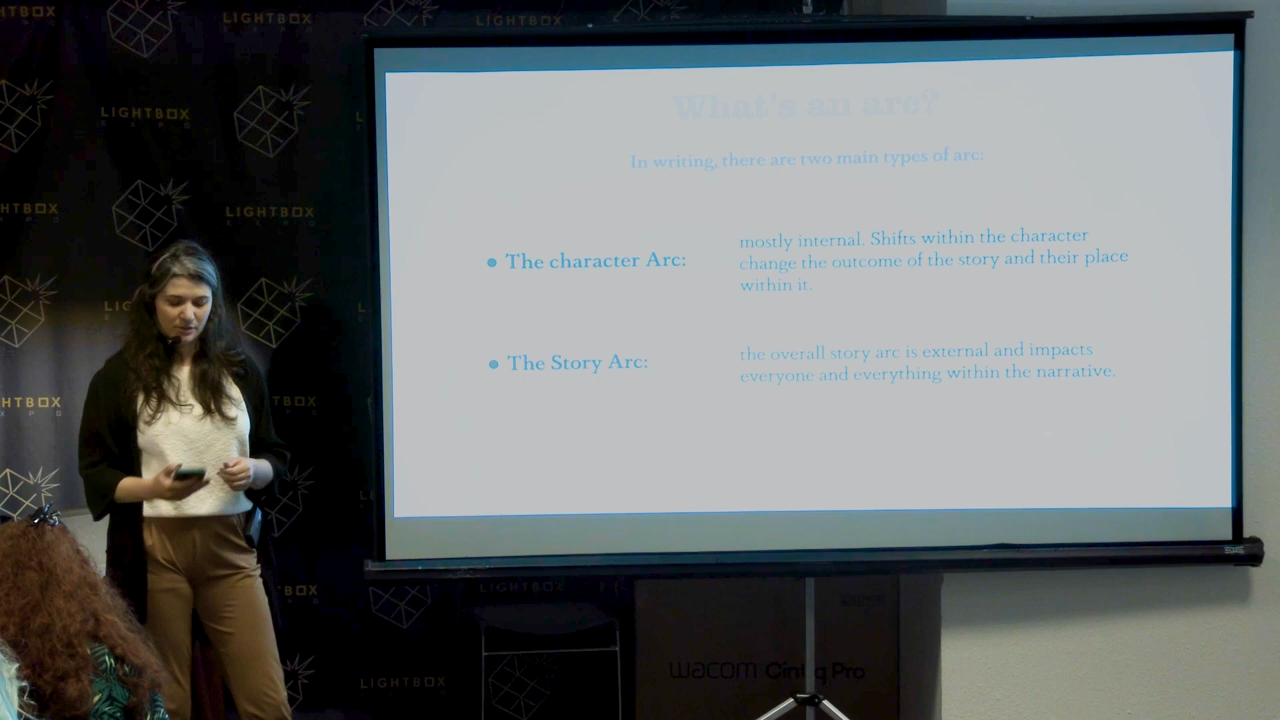 LIGHTBOX
LIGHTBOX
LIGHTBOX
EXPO
LIGHTBOX
EXPO
LIGHTBOX
EXPO
What's an arc?
In writing, there are two main types of arc:
The character Arc:
mostly internal. Shifts within the character
change the outcome of the story and their place
within it.
The Story Arc:
the overall story arc is external and impacts
everyone and everything within the narrative.
LIGHTBOX
LIGHTBOX
wacom Cintiq Pro